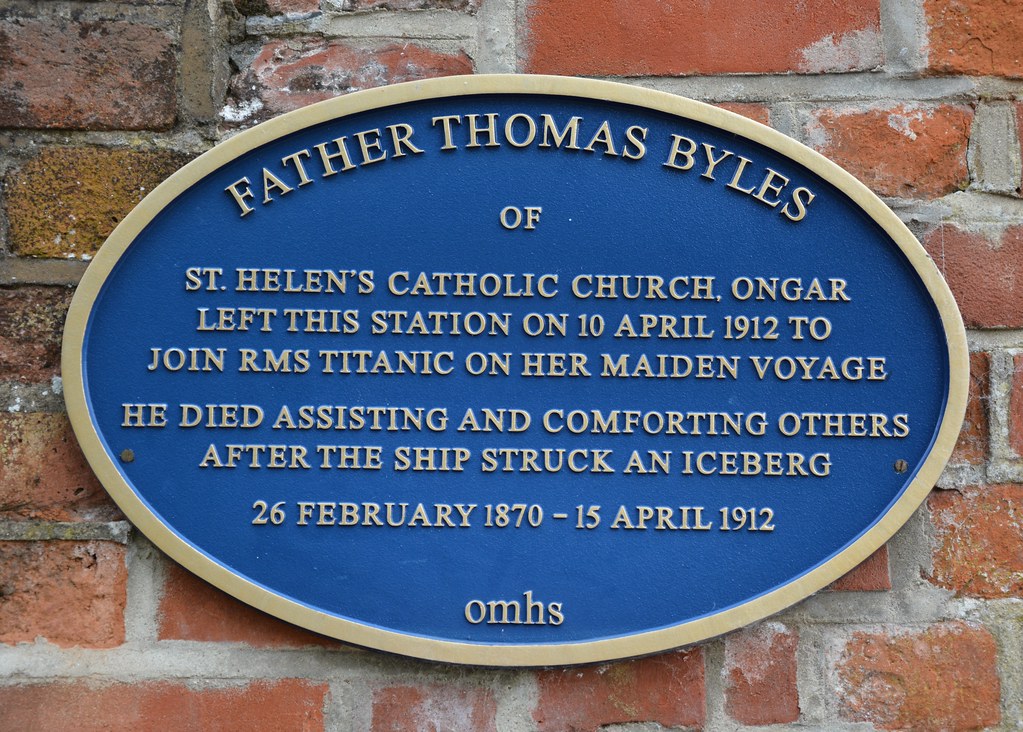 FATHER THOMAS BYLES
OF
ST. HELEN'S CATHOLIC CHURCH, ONGAR
LEFT THIS STATION ON 10 APRIL 1912 TO
JOIN RMS TITANIC ON HER MAIDEN VOYAGE
HE DIED ASSISTING AND COMFORTING OTHERS
AFTER THE SHIP STRUCK AN ICEBERG
26 FEBRUARY 1870 – 15 APRIL 1912
omhs